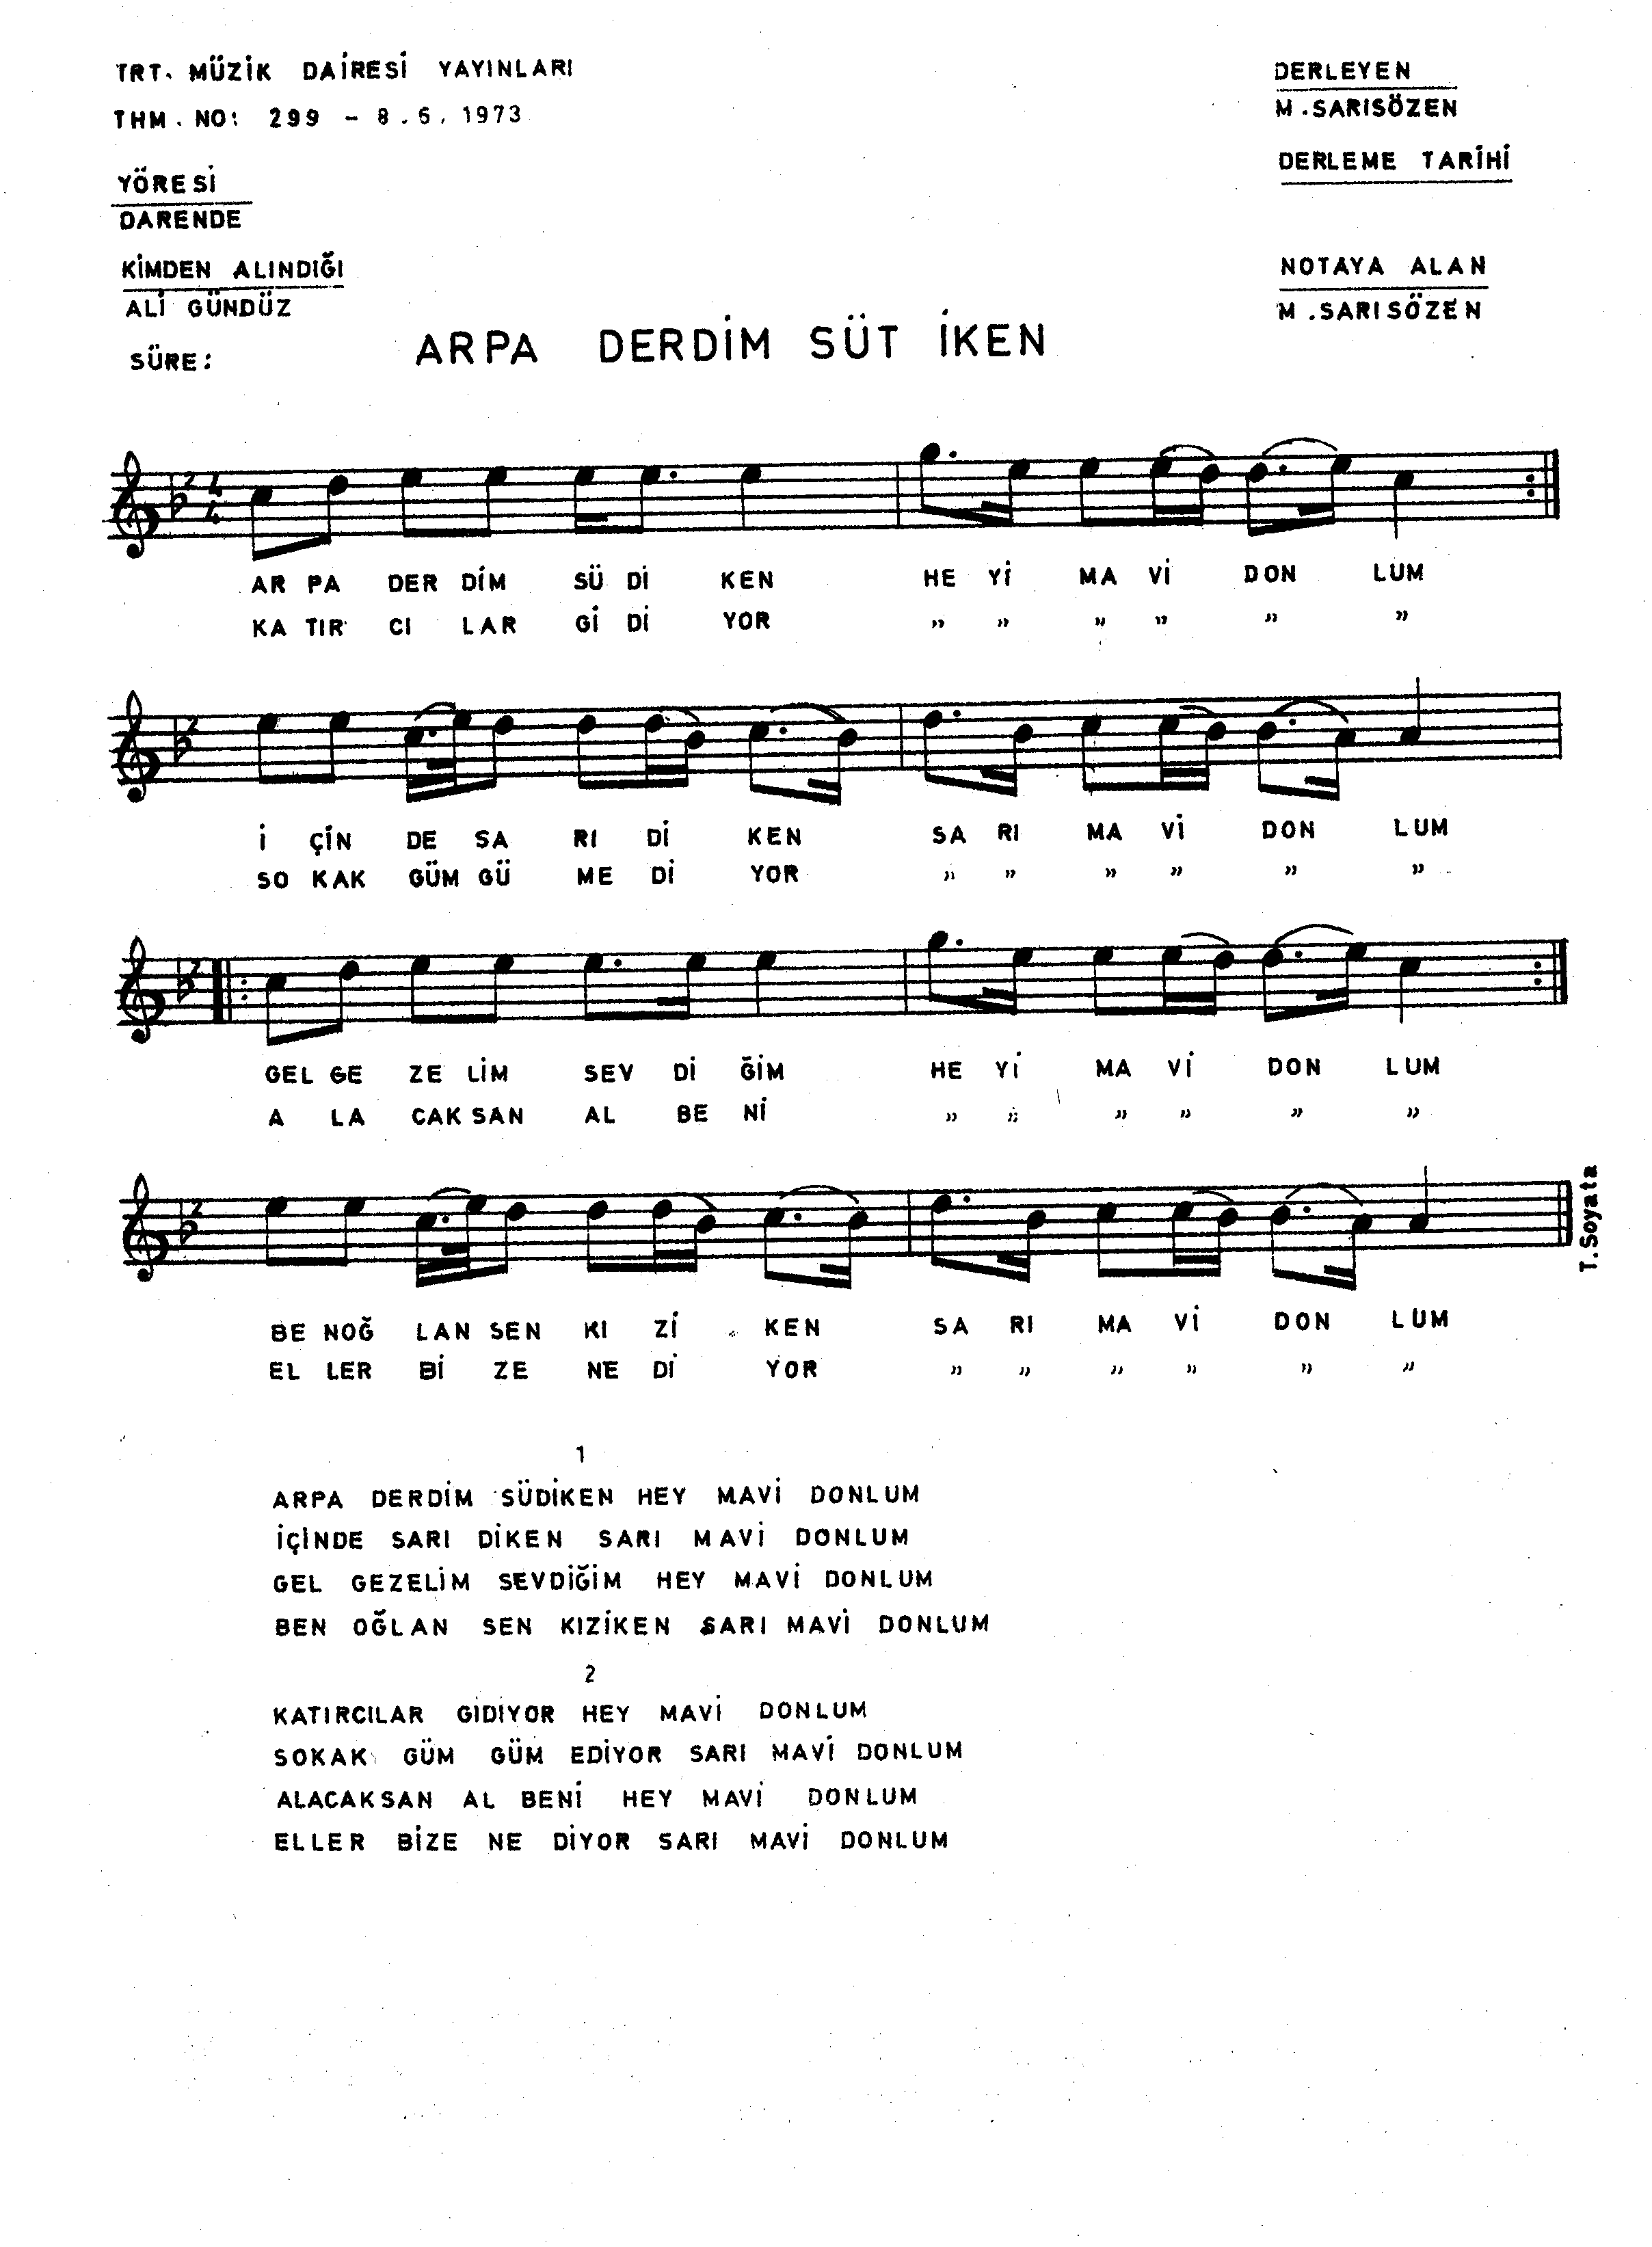 TRT. MÜZİK DAİRESİ YAYINLARI
THM. NO: 299 - 8.6.1973
YÖRESİ
DARENDE
KİMDEN ALINDIĞI
ALİ GÜNDÜZ
SÜRE:
DERLEYEN
M.SARISÖZEN
DERLEME TARİHİ
NOTAYA ALAN
M.SARISÖZEN
ARPA DERDİM SÜT İKEN
2
4
4
AR PA DER DİM SÜ Dİ KEN HE Yİ MA Vİ DON LUM
KA TIR CI LAR Gİ Dİ YOR " " " " " "
2
İ ÇİN DE SA RI Dİ KEN SA RI MA Vİ DON LUM
SO KAK GÜM GÜ ME Dİ YOR " " " " " "
2
GEL GE ZE LİM SEV Dİ ĞİM HE Yİ MA Vİ DON LUM
A LA CAK SAN AL BE Nİ " " " " " "
2
BE NOĞ LAN SEN KI Zİ KEN SA RI MA Vİ DON LUM
EL LER Bİ ZE NE Dİ YOR " " " " " "
T.Soyata
1
ARPA DERDİM SÜDİKEN HEY MAVİ DONLUM
İÇİNDE SARI DİKEN SARI MAVİ DONLUM
GEL GEZELİM SEVDİĞİM HEY MAVİ DONLUM
BEN OĞLAN SEN KIZİKEN SARI MAVİ DONLUM
2
KATIRCILAR GİDİYOR HEY MAVİ DONLUM
SOKAK GÜM GÜM EDİYOR SARI MAVİ DONLUM
ALACAKSAN AL BENİ HEY MAVİ DONLUM
ELLER BİZE NE DİYOR SARI MAVİ DONLUM